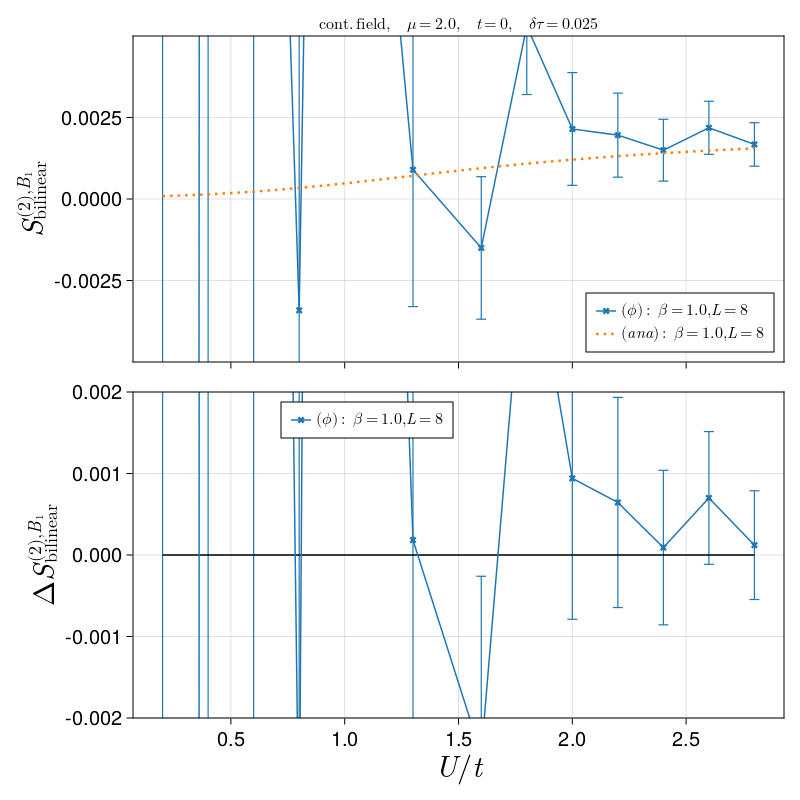 cont. field,   μ = 2.0,   t = 0,   δτ = 0.025
S^{(2),B_1}_{bilinear}
0.0025
0.0000
-0.0025
(ϕ) :  β = 1.0,L = 8
(ana) :  β = 1.0,L = 8
ΔS^{(2),B_1}_{bilinear}
0.002
0.001
0.000
-0.001
-0.002
(ϕ) :  β = 1.0,L = 8
0.5 1.0 1.5 2.0 2.5
U/t